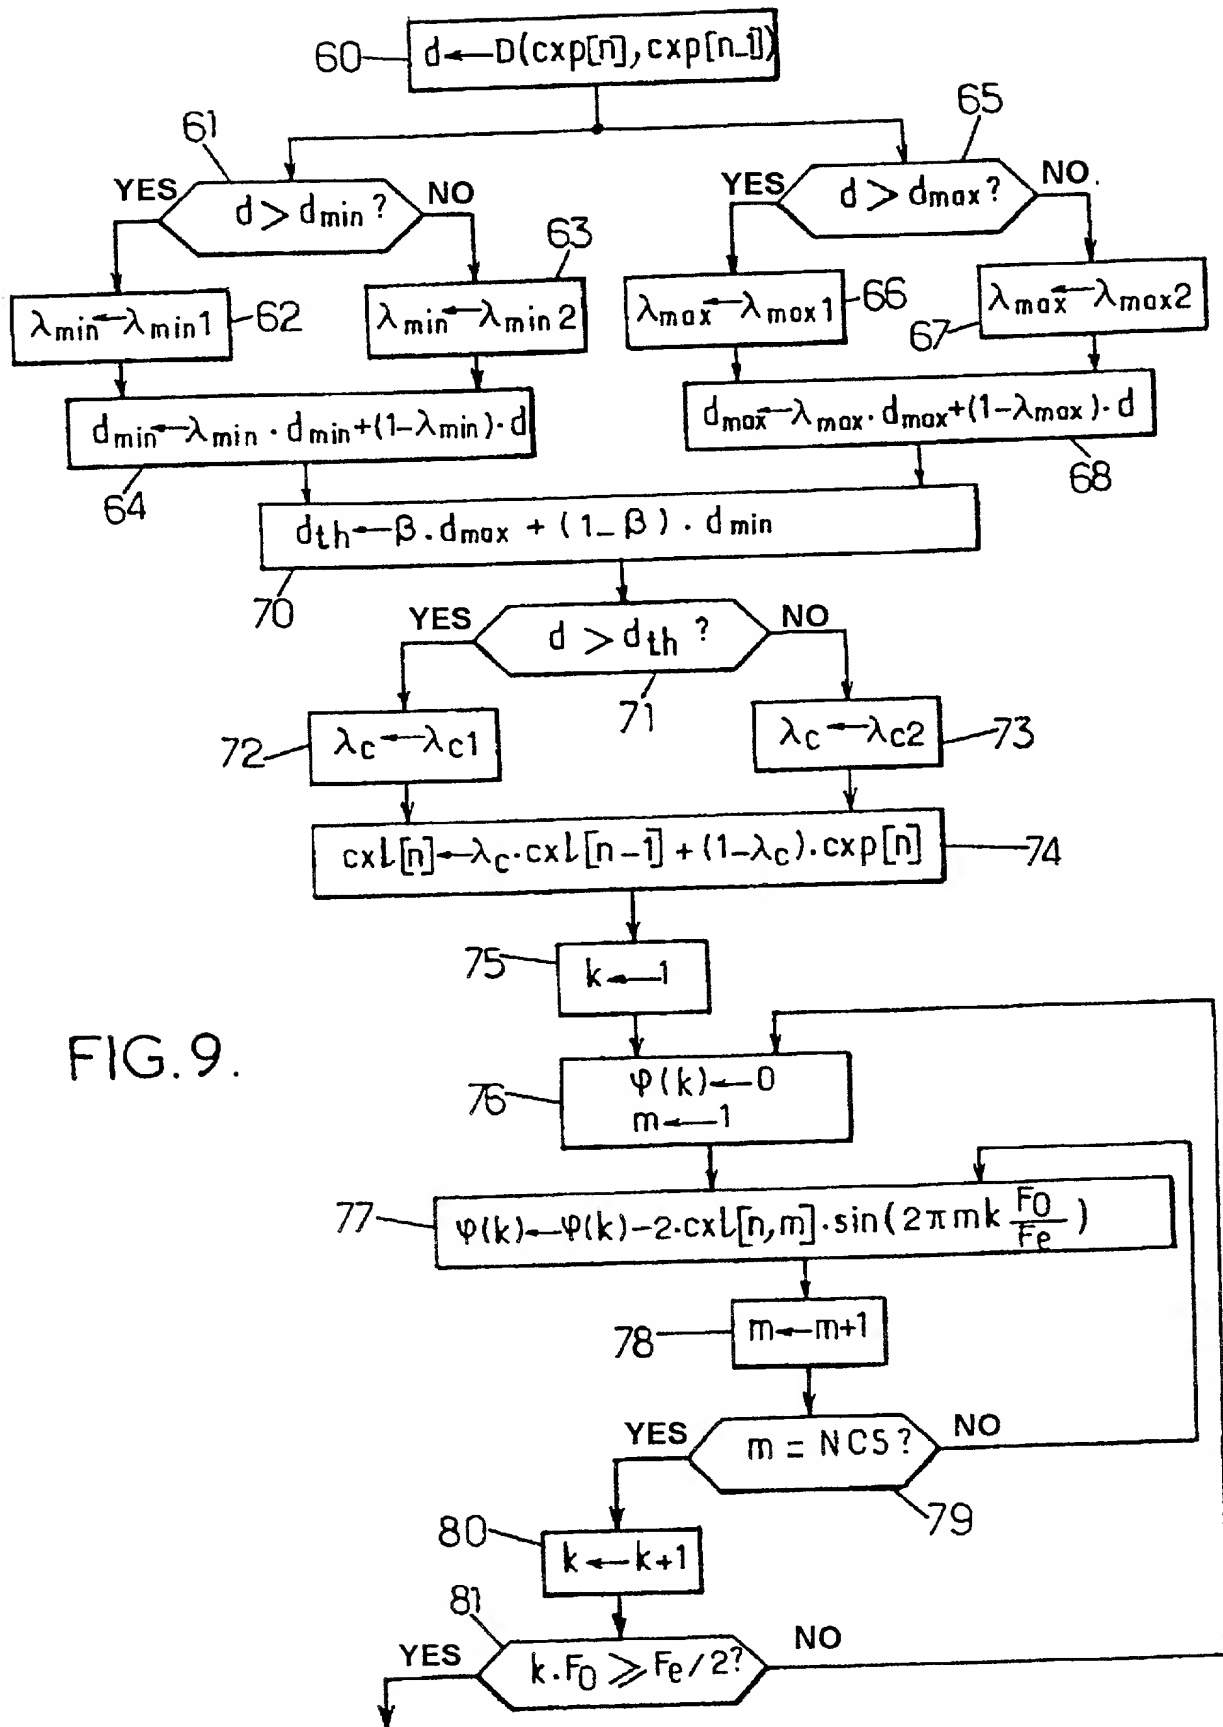 60
d←D(cxp[n],cxp[n-1])
61
65
YES
d > dmin ?
NO
YES
d > dmax ?
NO.
63
λmin←λmin1
62
λmin←λmin2
λmax←λmax1
66
λmax←λmax2
67
dmin←λmin . dmin+(1-λmin).d
dmax←λmax. dmax+(1-λmax).d
64
68
dth←β.dmax + (1-β) . dmin
70
YES
d > dth ?
NO
71
72
λc←λc1
λc←λc2
73
cxl[n]←λc.cxl[n-1]+(1-λc).cxp[n]
74
75
k←1
FIG.9.
76
φ(k)←0
m←1
77
φ(k)←φ(k)-2.cxl[n,m].sin(2πmk F0/Fe)
78
m←m+1
YES
m = NCS?
NO
79
80
k←k+1
81
YES
k.F0 ⩾ Fe/2?
NO